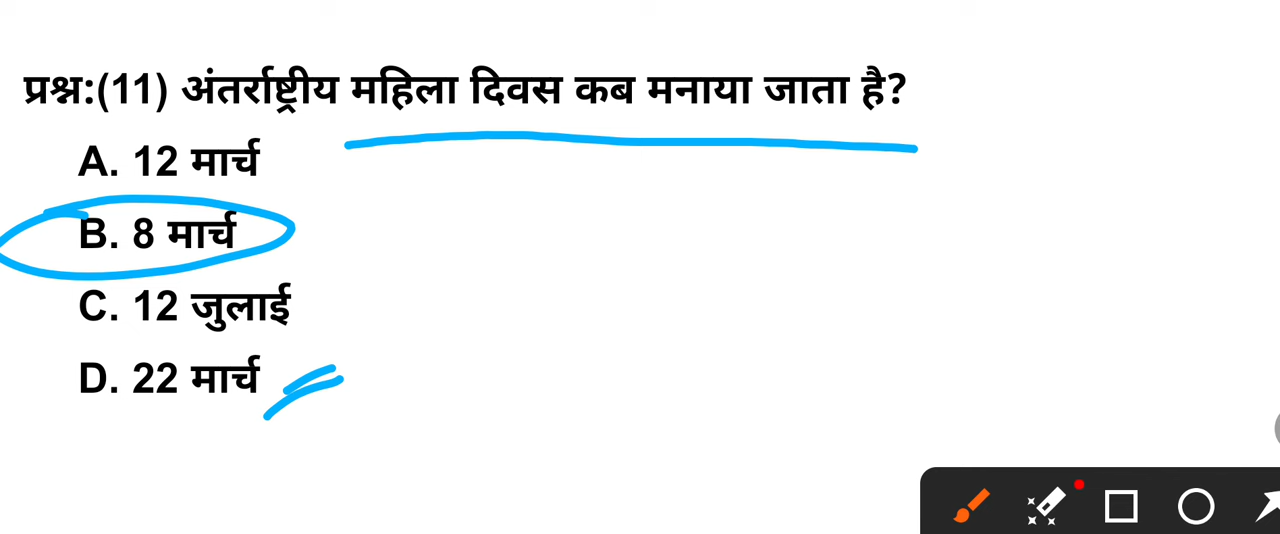 प्रश्न:(11) अंतर्राष्ट्रीय महिला दिवस कब मनाया जाता है?
A. 12 मार्च
B. 8 मार्च
C. 12 जुलाई
D. 22 मार्च